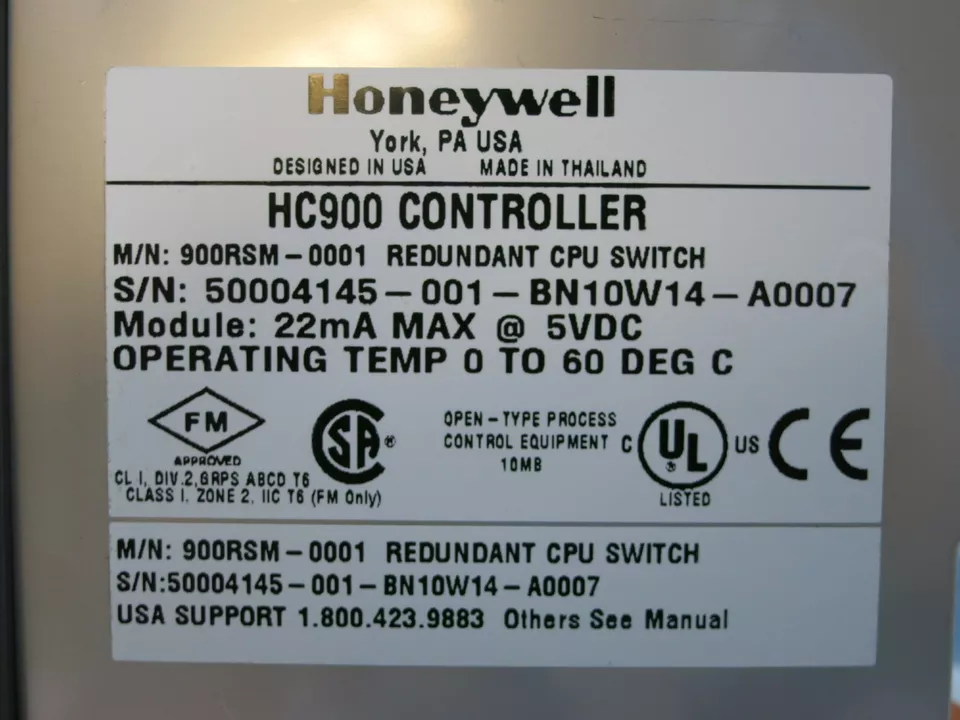 Honeywell
York, PA USA
DESIGNED IN USA MADE IN THAILAND
HC900 CONTROLLER
M/N: 900RSM-0001 REDUNDANT CPU SWITCH
S/N: 50004145-001-BN10W14-A0007
Module: 22mA MAX @ 5VDC
OPERATING TEMP 0 TO 60 DEG C
FM
APPROVED
CL I, DIV.2,GRPS ABCD T6
CLASS I. ZONE 2, IIC T6 (FM Only)
SA ®
OPEN-TYPE PROCESS
CONTROL EQUIPMENT
10MB
C UL ® US
LISTED
CE
M/N: 900RSM-0001 REDUNDANT CPU SWITCH
S/N:50004145-001-BN10W14-A0007
USA SUPPORT 1.800.423.9883 Others See Manual